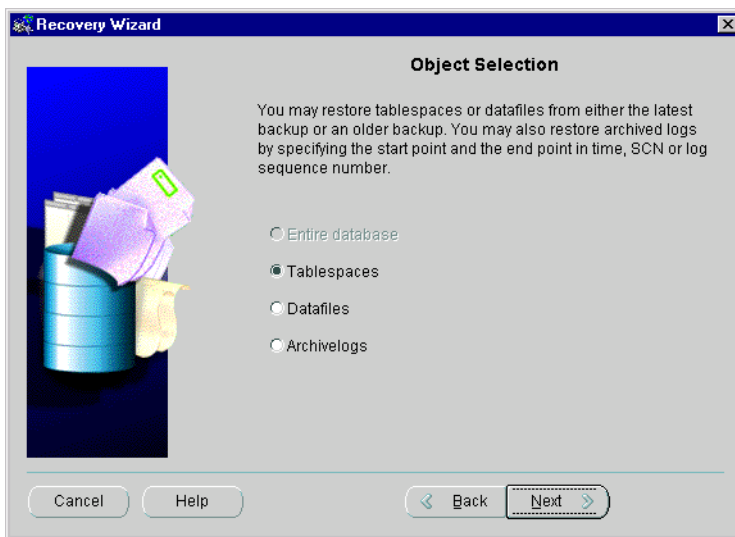 Recovery Wizard
Object Selection
You may restore tablespaces or datafiles from either the latest
backup or an older backup. You may also restore archived logs
by specifying the start point and the end point in time, SCN or log
sequence number.
Entire database
Tablespaces
Datafiles
Archivelogs
Cancel Help Back Next